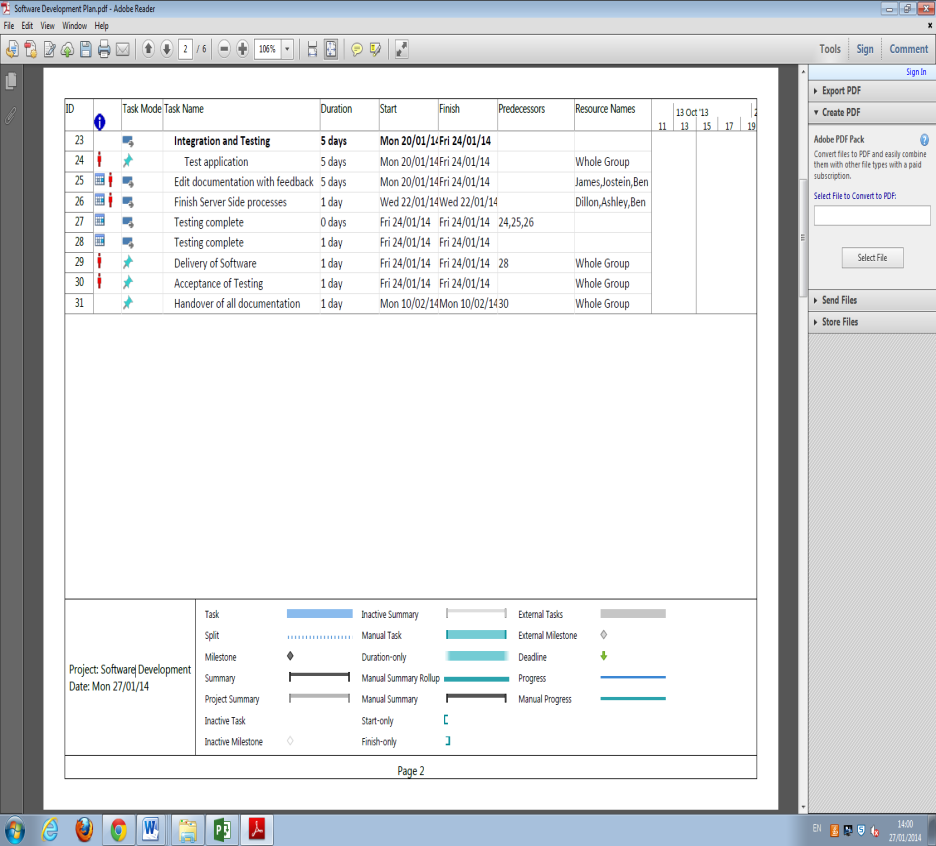 Software Development Plan.pdf - Adobe Reader
File Edit View Window Help
2 / 6 106% Tools Sign Comment
Sign In
Export PDF
Create PDF
Adobe PDF Pack
Convert files to PDF and easily combine
them with other file types with a paid
subscription.
Select File to Convert to PDF:
Select File
Send Files
Store Files
ID Task Mode Task Name Duration Start Finish Predecessors Resource Names 13 Oct '13 2
11 13 15 17 19
23 Integration and Testing 5 days Mon 20/01/14 Fri 24/01/14
24 Test application 5 days Mon 20/01/14 Fri 24/01/14 Whole Group
25 Edit documentation with feedback 5 days Mon 20/01/14 Fri 24/01/14 James,Jostein,Ben
26 Finish Server Side processes 1 day Wed 22/01/14 Wed 22/01/14 Dillon,Ashley,Ben
27 Testing complete 0 days Fri 24/01/14 Fri 24/01/14 24,25,26
28 Testing complete 1 day Fri 24/01/14 Fri 24/01/14
29 Delivery of Software 1 day Fri 24/01/14 Fri 24/01/14 28 Whole Group
30 Acceptance of Testing 1 day Fri 24/01/14 Fri 24/01/14 Whole Group
31 Handover of all documentation 1 day Mon 10/02/14 Mon 10/02/14 30 Whole Group
Project: Software Development
Date: Mon 27/01/14
Task Inactive Summary External Tasks
Split Manual Task External Milestone
Milestone Duration-only Deadline
Summary Manual Summary Rollup Progress
Project Summary Manual Summary Manual Progress
Inactive Task Start-only
Inactive Milestone Finish-only
Page 2
EN 14:00
27/01/2014